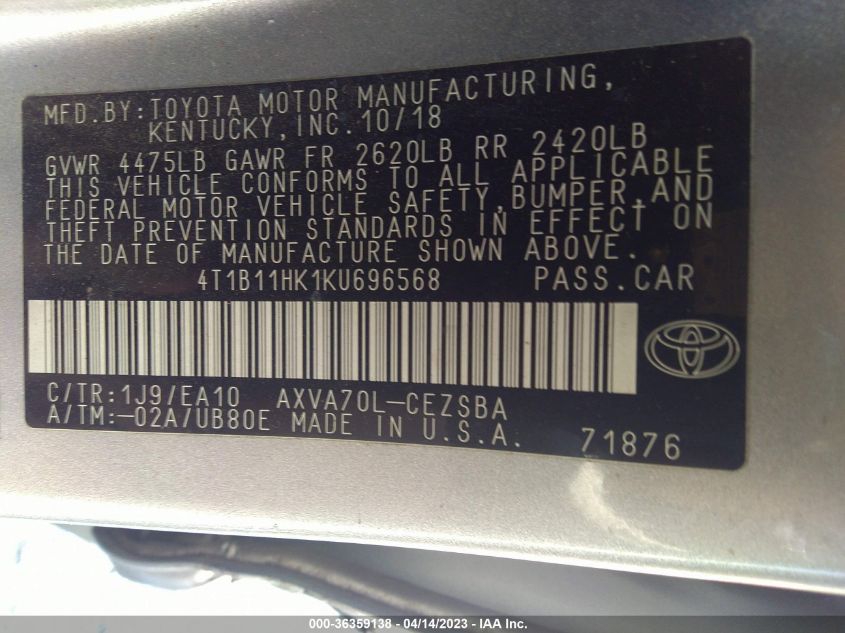 MFD.BY:TOYOTA MOTOR MANUFACTURING,
KENTUCKY,INC.10/18
GVWR 4475LB GAWR FR 2620LB RR 2420LB
THIS VEHICLE CONFORMS TO ALL APPLICABLE
FEDERAL MOTOR VEHICLE SAFETY,BUMPER,AND
THEFT PREVENTION STANDARDS IN EFFECT ON
THE DATE OF MANUFACTURE SHOWN ABOVE.
4T1B11HK1KU696568 PASS.CAR
C/TR:1J9/EA10 AXVA70L-CEZSBA
A/TM:-02A/UB80E MADE IN U.S.A. 71876
000-36359138 - 04/14/2023 - IAA Inc.